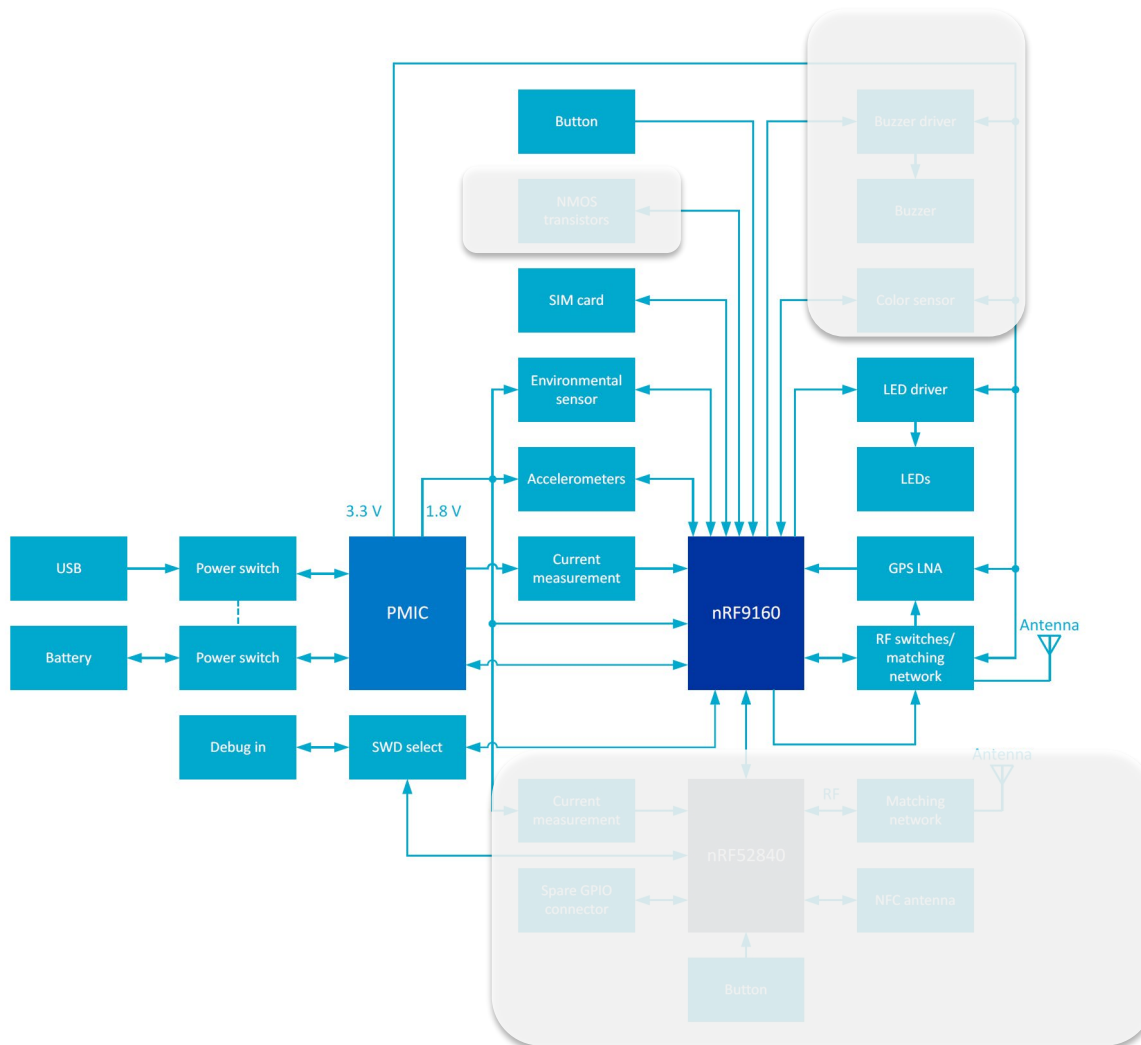 Buzzer driver
Button
NMOS
transistors
Buzzer
SIM card
Color sensor
Environmental
sensor
LED driver
Accelerometers
LEDs
3.3 V
1.8 V
USB
Power switch
PMIC
Current
measurement
nRF9160
GPS LNA
Antenna
Battery
Power switch
RF switches/
matching
network
Debug in
SWD select
Antenna
Current
measurement
nRF52840
RF
Matching
network
Spare GPIO
connector
NFC antenna
Button